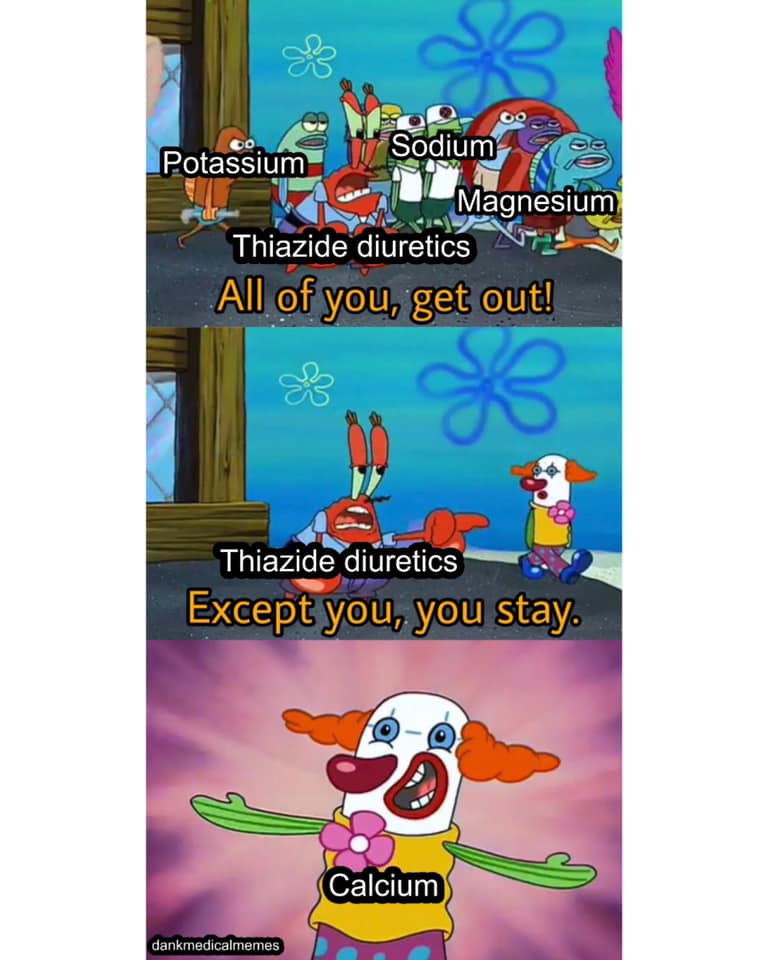 Potassium
Sodium
Magnesium
Thiazide diuretics
All of you, get out!
Thiazide diuretics
Except you, you stay.
Calcium
dankmedicalmemes